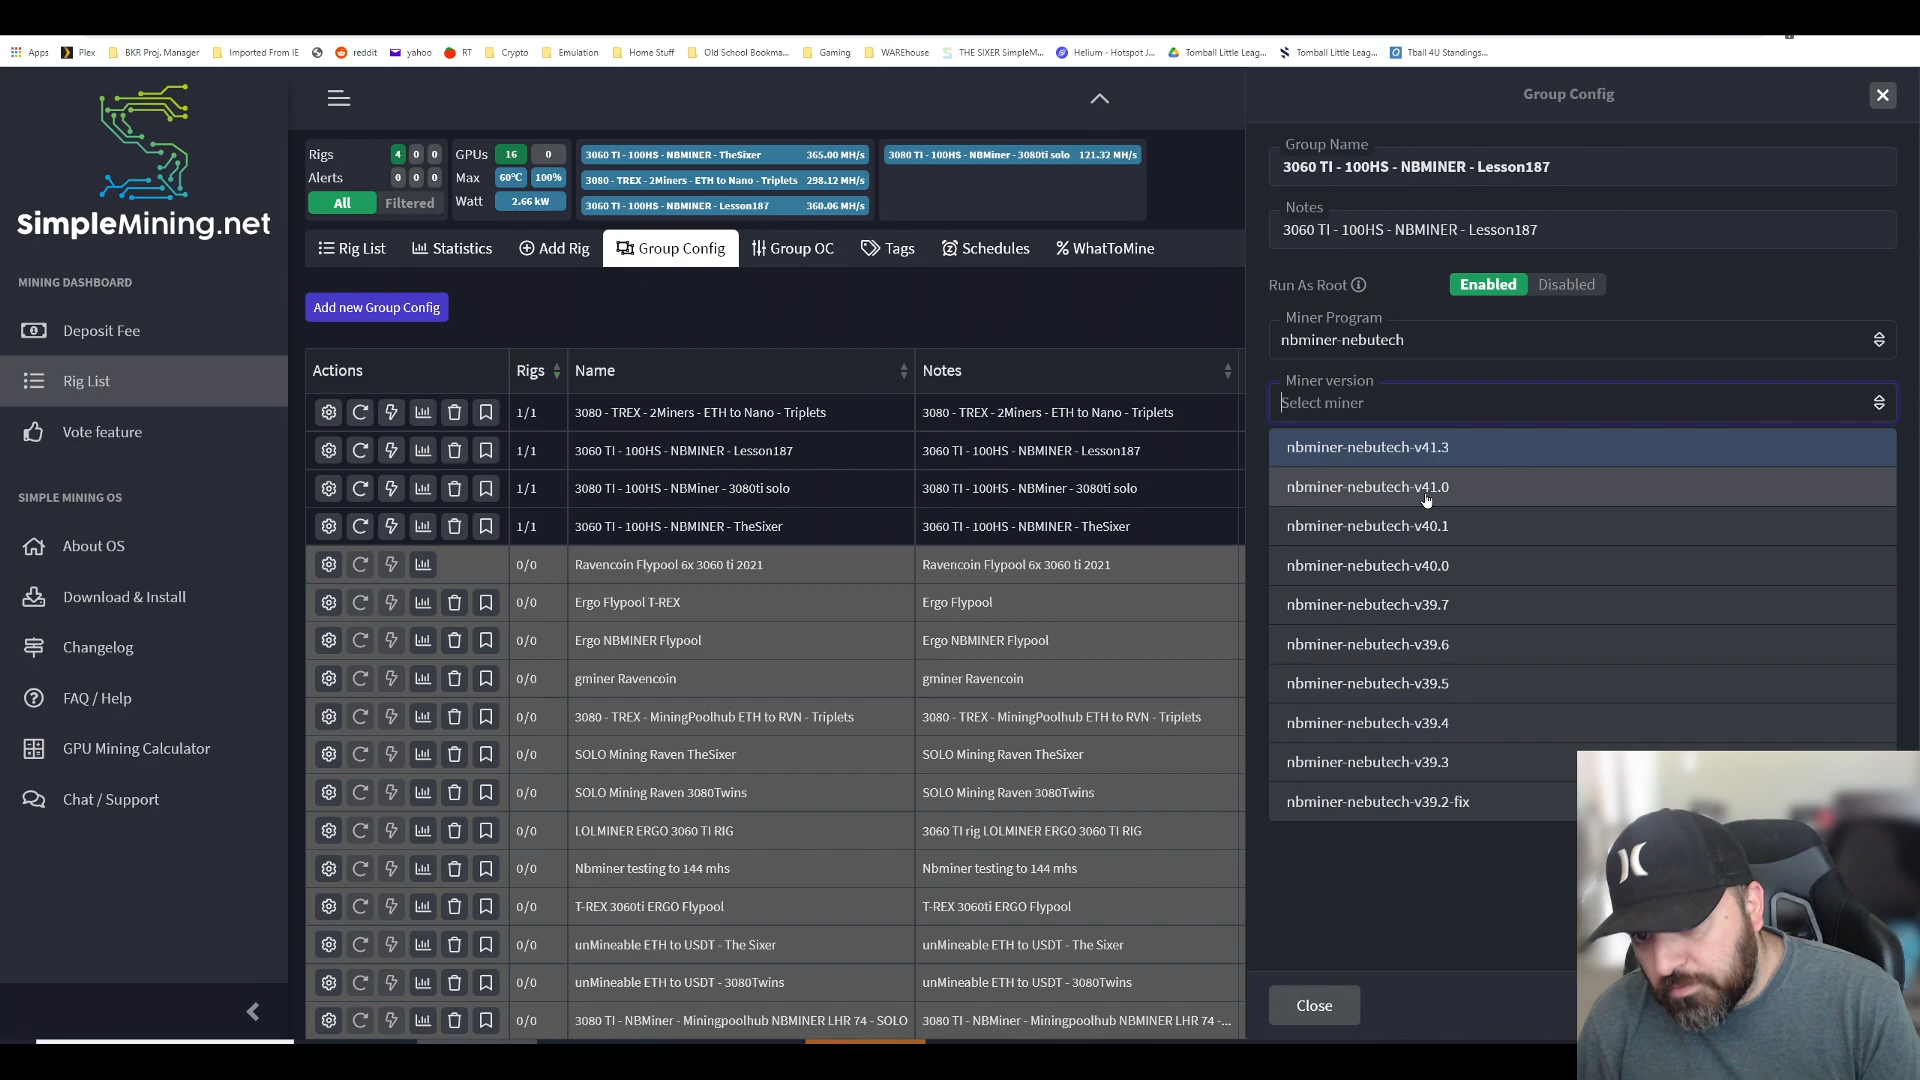 Apps Plex BKR Proj. Manager Imported From IE reddit yahoo RT Crypto Emulation Home Stuff Old School Bookma... Gaming WAREhouse THE SIXER SimpleM... Helium - Hotspot J... Tomball Little Leag... Tomball Little Leag... Tball 4U Standings...
SimpleMining.net
MINING DASHBOARD
Deposit Fee
Rig List
Vote feature
SIMPLE MINING OS
About OS
Download & Install
Changelog
FAQ / Help
GPU Mining Calculator
Chat / Support
Rigs 4 0 0
Alerts 0 0 0
All Filtered
GPUs 16 0
Max 60°C 100%
Watt 2.66 kW
3060 TI - 100HS - NBMINER - TheSixer 365.00 MH/s
3080 - TREX - 2Miners - ETH to Nano - Triplets 298.12 MH/s
3060 TI - 100HS - NBMINER - Lesson187 360.06 MH/s
3080 TI - 100HS - NBMiner - 3080ti solo 121.32 MH/s
Rig List Statistics Add Rig Group Config Group OC Tags Schedules WhatToMine
Add new Group Config
Actions Rigs Name Notes
1/1 3080 - TREX - 2Miners - ETH to Nano - Triplets 3080 - TREX - 2Miners - ETH to Nano - Triplets
1/1 3060 TI - 100HS - NBMINER - Lesson187 3060 TI - 100HS - NBMINER - Lesson187
1/1 3080 TI - 100HS - NBMiner - 3080ti solo 3080 TI - 100HS - NBMiner - 3080ti solo
1/1 3060 TI - 100HS - NBMINER - TheSixer 3060 TI - 100HS - NBMINER - TheSixer
0/0 Ravencoin Flypool 6x 3060 ti 2021 Ravencoin Flypool 6x 3060 ti 2021
0/0 Ergo Flypool T-REX Ergo Flypool
0/0 Ergo NBMINER Flypool Ergo NBMINER Flypool
0/0 gminer Ravencoin gminer Ravencoin
0/0 3080 - TREX - MiningPoolhub ETH to RVN - Triplets 3080 - TREX - MiningPoolhub ETH to RVN - Triplets
0/0 SOLO Mining Raven TheSixer SOLO Mining Raven TheSixer
0/0 SOLO Mining Raven 3080Twins SOLO Mining Raven 3080Twins
0/0 LOLMINER ERGO 3060 TI RIG 3060 TI rig LOLMINER ERGO 3060 TI RIG
0/0 Nbminer testing to 144 mhs Nbminer testing to 144 mhs
0/0 T-REX 3060ti ERGO Flypool T-REX 3060ti ERGO Flypool
0/0 unMineable ETH to USDT - The Sixer unMineable ETH to USDT - The Sixer
0/0 unMineable ETH to USDT - 3080Twins unMineable ETH to USDT - 3080Twins
0/0 3080 TI - NBMiner - Miningpoolhub NBMINER LHR 74 - SOLO 3080 TI - NBMiner - Miningpoolhub NBMINER LHR 74 -...
Group Config
Group Name
3060 TI - 100HS - NBMINER - Lesson187
Notes
3060 TI - 100HS - NBMINER - Lesson187
Run As Root Enabled Disabled
Miner Program
nbminer-nebutech
Miner version
Select miner
nbminer-nebutech-v41.3
nbminer-nebutech-v41.0
nbminer-nebutech-v40.1
nbminer-nebutech-v40.0
nbminer-nebutech-v39.7
nbminer-nebutech-v39.6
nbminer-nebutech-v39.5
nbminer-nebutech-v39.4
nbminer-nebutech-v39.3
nbminer-nebutech-v39.2-fix
Close